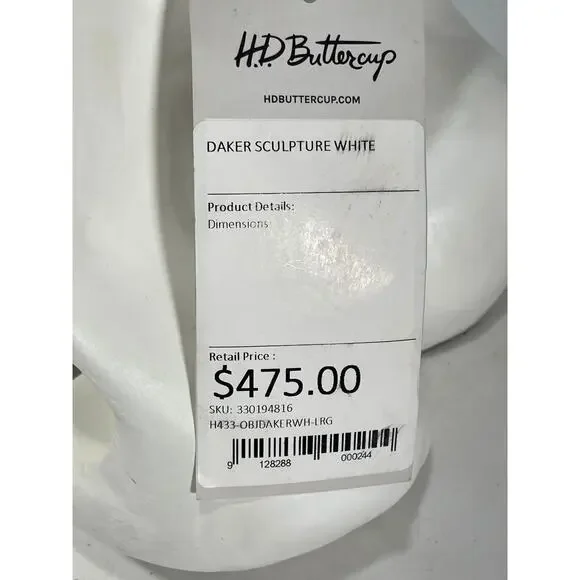 H.D. Buttercup
HDBUTTERCUP.COM
DAKER SCULPTURE WHITE
Product Details:
Dimensions:
Retail Price :
$475.00
SKU: 330194816
H433-OBJDAKERWH-LRG
9 128288 000244